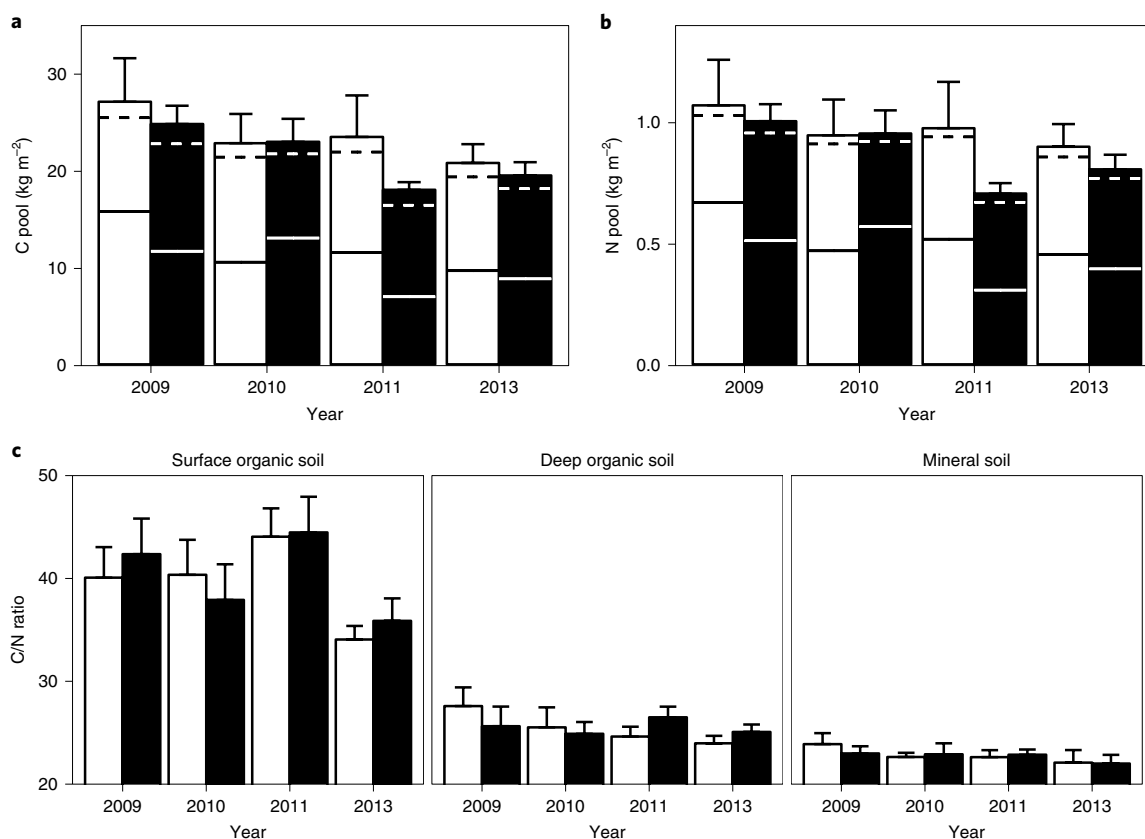 a
C pool (kg m⁻²)
30
20
10
0
2009 2010 2011 2013
Year
b
N pool (kg m⁻²)
1.0
0.5
0.0
2009 2010 2011 2013
Year
c
Surface organic soil Deep organic soil Mineral soil
C/N ratio
50
40
30
20
2009 2010 2011 2013 2009 2010 2011 2013 2009 2010 2011 2013
Year Year Year